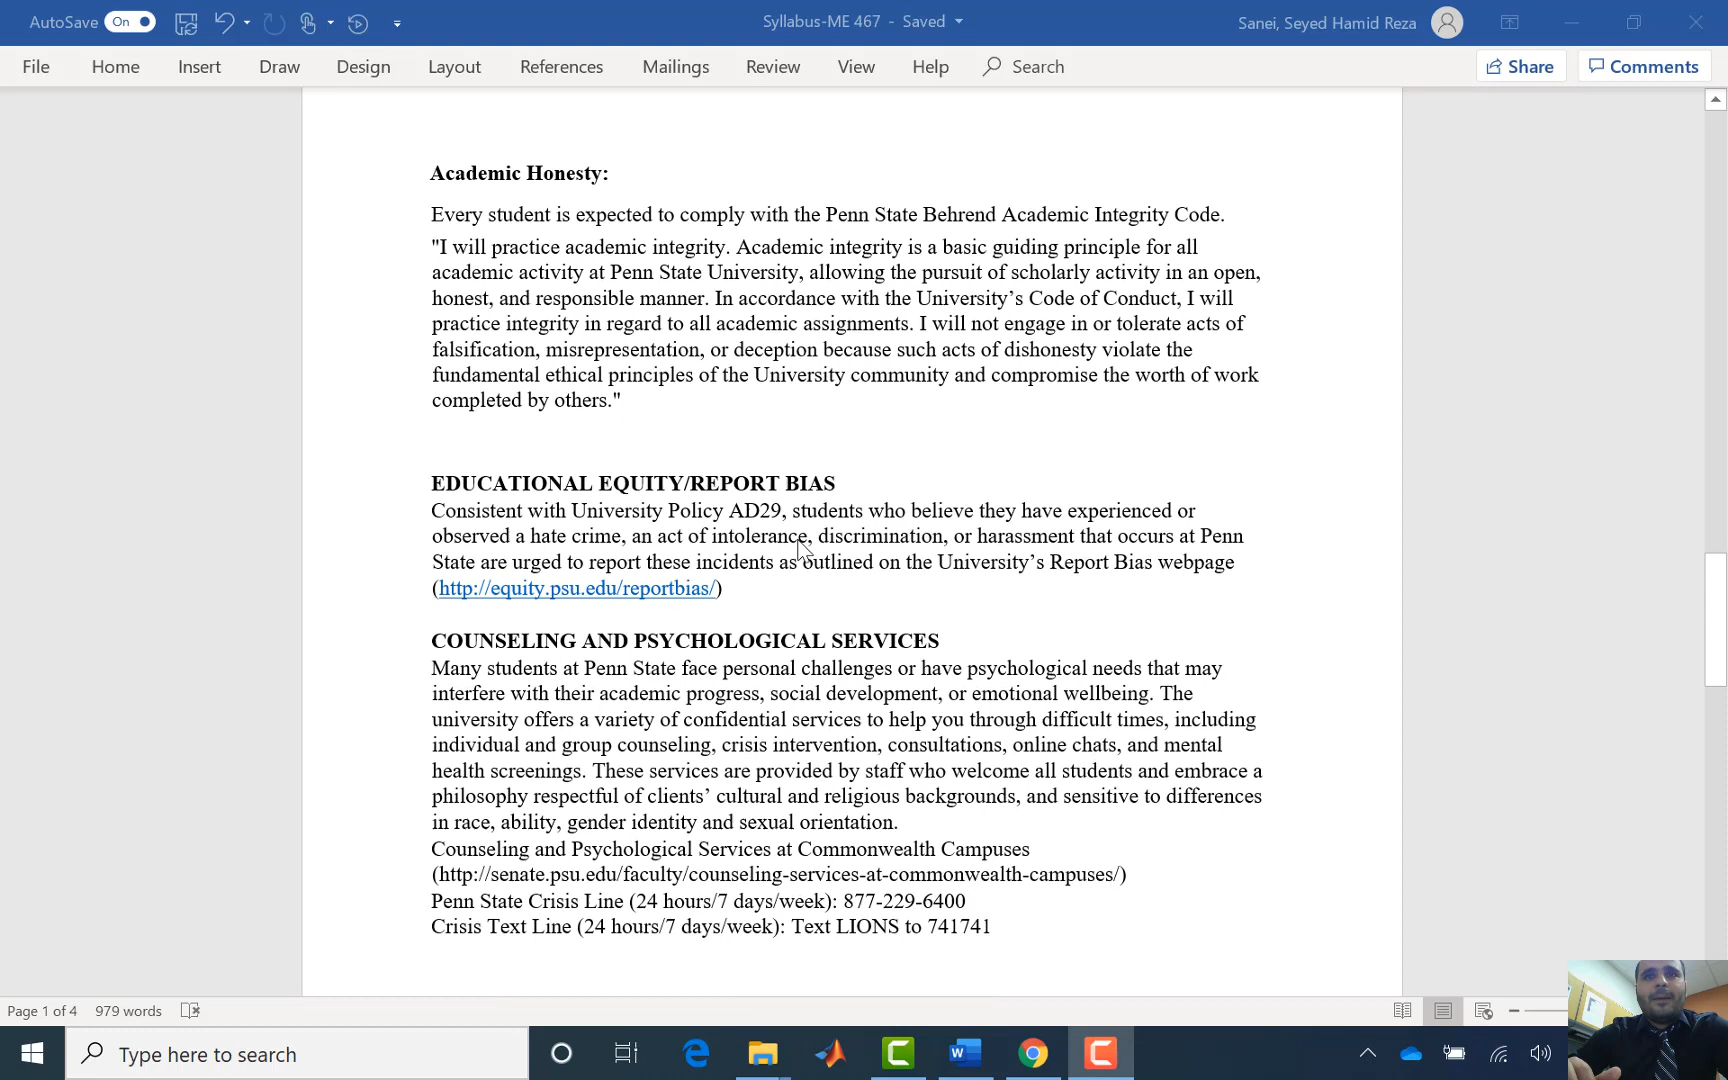 AutoSave On Syllabus-ME 467 - Saved Sanei, Seyed Hamid Reza
File Home Insert Draw Design Layout References Mailings Review View Help Search Share Comments
Academic Honesty:
Every student is expected to comply with the Penn State Behrend Academic Integrity Code.
"I will practice academic integrity. Academic integrity is a basic guiding principle for all
academic activity at Penn State University, allowing the pursuit of scholarly activity in an open,
honest, and responsible manner. In accordance with the University’s Code of Conduct, I will
practice integrity in regard to all academic assignments. I will not engage in or tolerate acts of
falsification, misrepresentation, or deception because such acts of dishonesty violate the
fundamental ethical principles of the University community and compromise the worth of work
completed by others."
EDUCATIONAL EQUITY/REPORT BIAS
Consistent with University Policy AD29, students who believe they have experienced or
observed a hate crime, an act of intolerance, discrimination, or harassment that occurs at Penn
State are urged to report these incidents as outlined on the University’s Report Bias webpage
(http://equity.psu.edu/reportbias/)
COUNSELING AND PSYCHOLOGICAL SERVICES
Many students at Penn State face personal challenges or have psychological needs that may
interfere with their academic progress, social development, or emotional wellbeing. The
university offers a variety of confidential services to help you through difficult times, including
individual and group counseling, crisis intervention, consultations, online chats, and mental
health screenings. These services are provided by staff who welcome all students and embrace a
philosophy respectful of clients’ cultural and religious backgrounds, and sensitive to differences
in race, ability, gender identity and sexual orientation.
Counseling and Psychological Services at Commonwealth Campuses
(http://senate.psu.edu/faculty/counseling-services-at-commonwealth-campuses/)
Penn State Crisis Line (24 hours/7 days/week): 877-229-6400
Crisis Text Line (24 hours/7 days/week): Text LIONS to 741741
Page 1 of 4 979 words
Type here to search